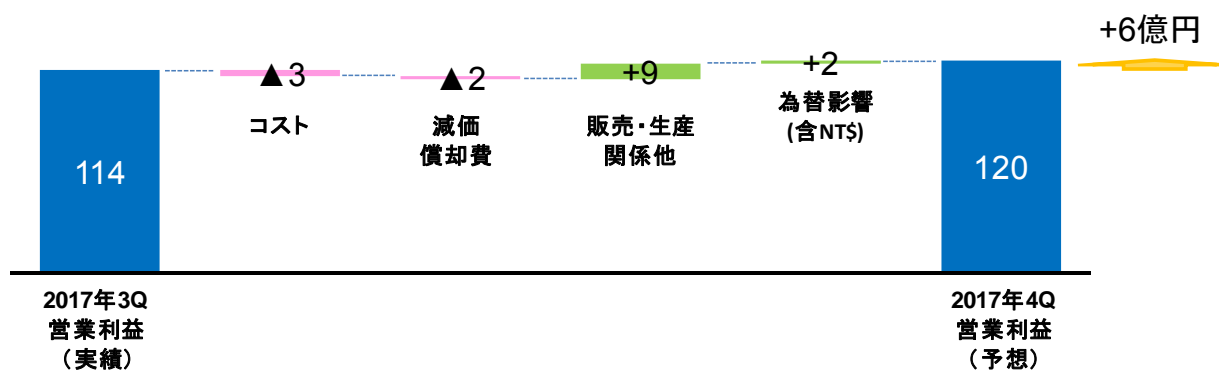 +6億円
▲3
▲2
+9
+2
コスト
減価
償却費
販売・生産
関係他
為替影響
(含NT$)
114
120
2017年3Q
営業利益
（実績）
2017年4Q
営業利益
（予想）